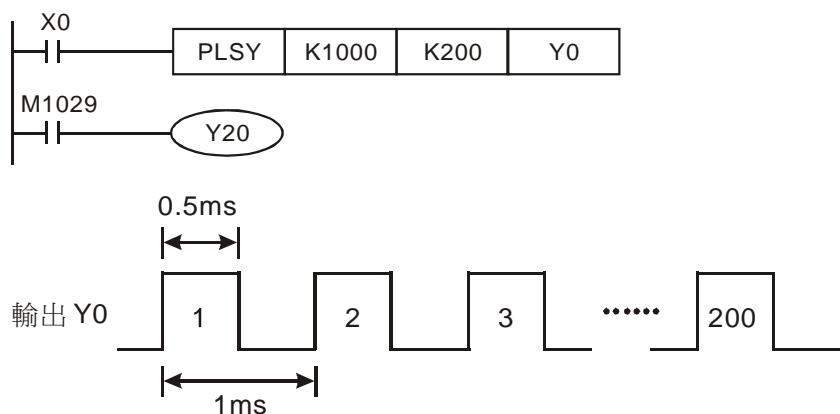 X0
PLSY K1000 K200 Y0
M1029
Y20
0.5ms
輸出 Y0 1 2 3 ...... 200
1ms